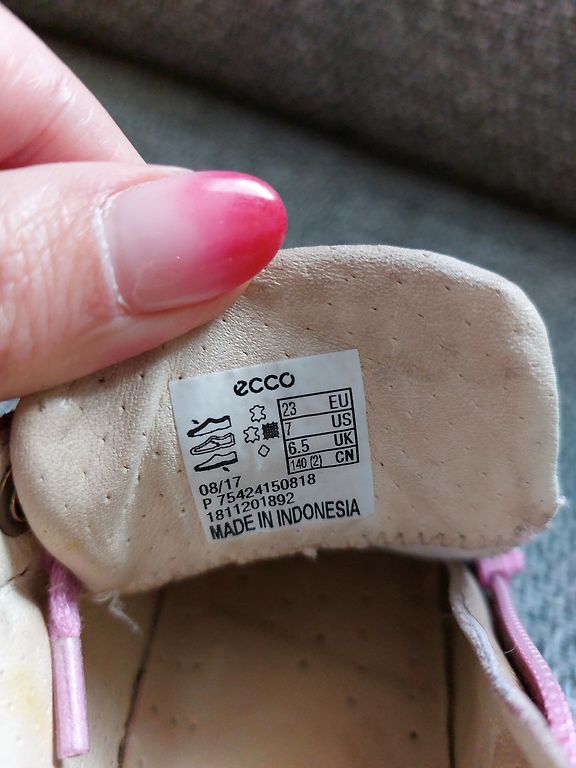 ecco
23 EU
7 US
6.5 UK
140 (2) CN
08/17
P 75424150818
1811201892
MADE IN INDONESIA